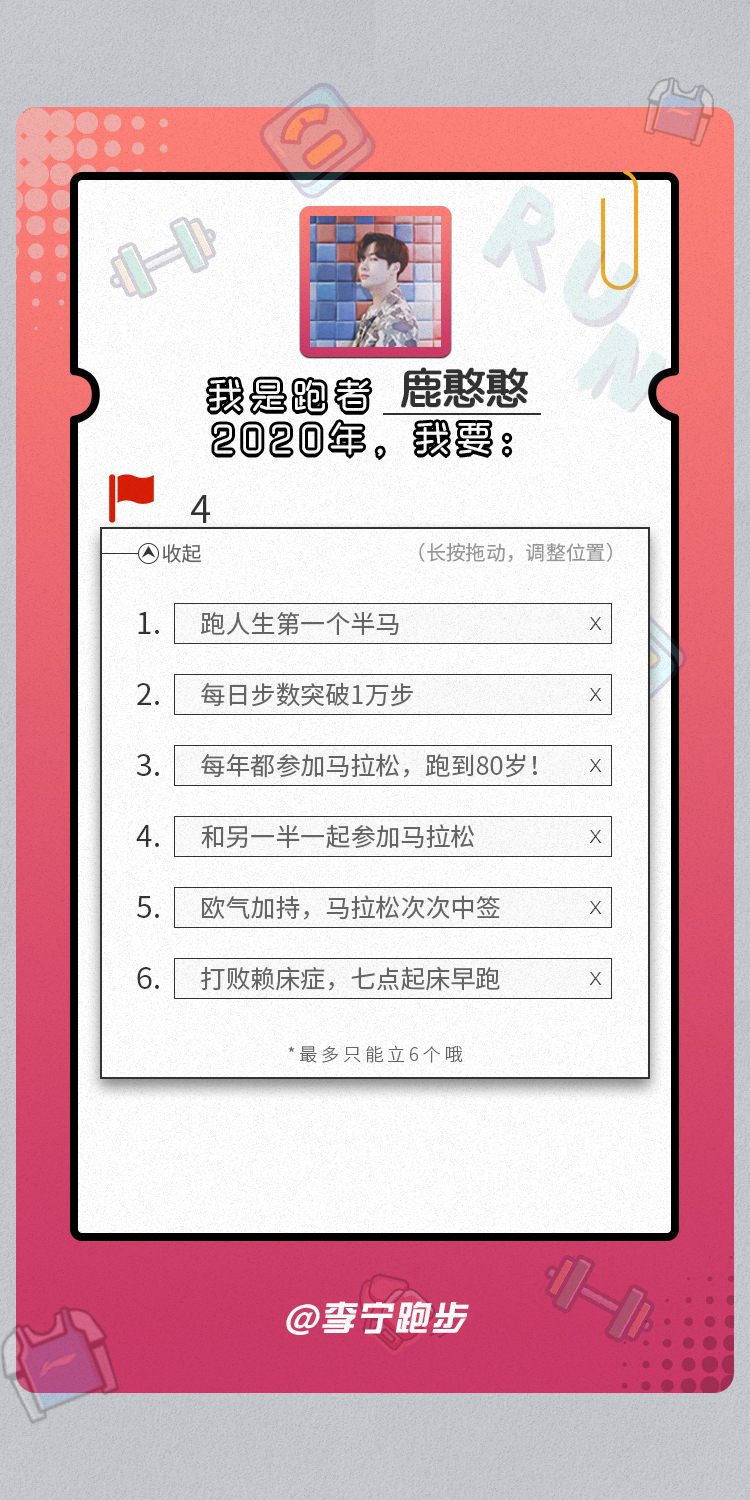 RUN
我是跑者 鹿憨憨
2020年，我要：
4
收起 （长按拖动，调整位置）
1. 跑人生第一个半马 X
2. 每日步数突破1万步 X
3. 每年都参加马拉松，跑到80岁！ X
4. 和另一半一起参加马拉松 X
5. 欧气加持，马拉松次次中签 X
6. 打败赖床症，七点起床早跑 X
*最多只能立6个哦
@李宁跑步